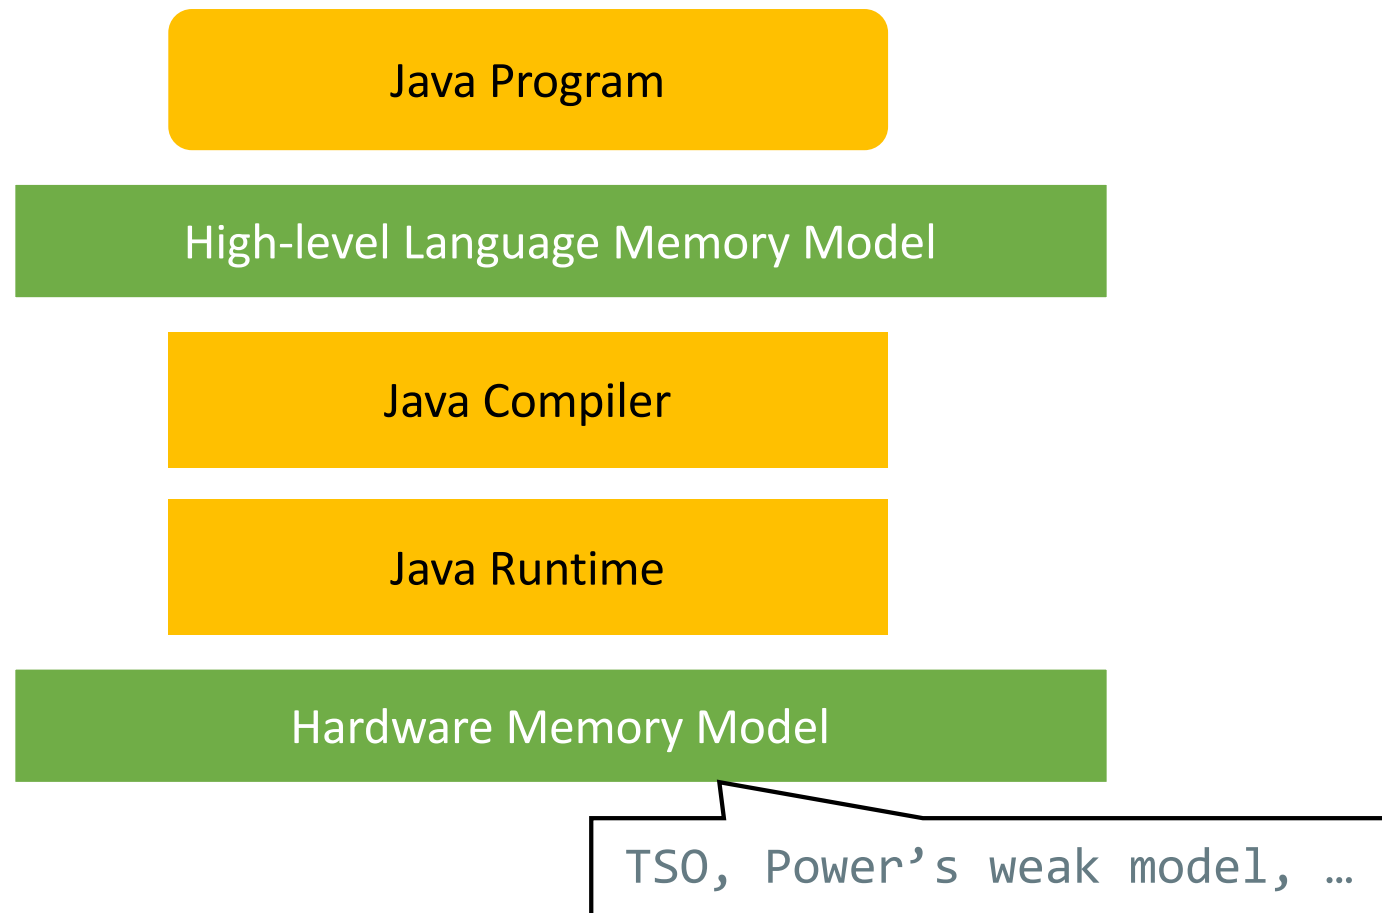 Java Program
High-level Language Memory Model
Java Compiler
Java Runtime
Hardware Memory Model
TSO, Power’s weak model, …